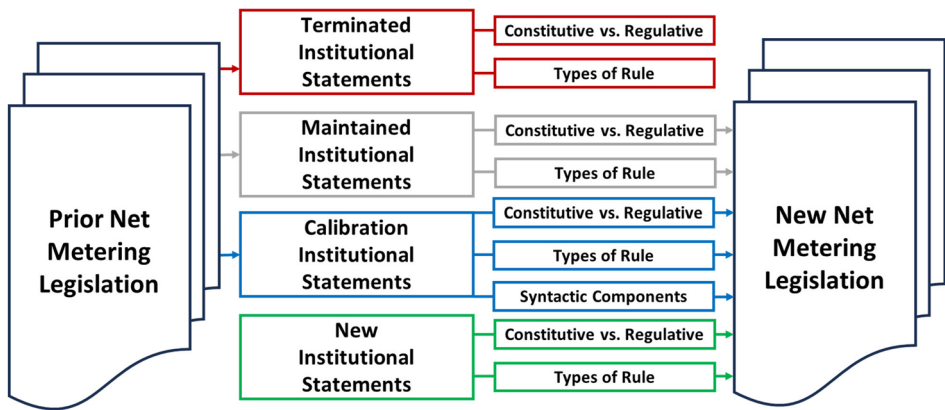 Prior Net
Metering
Legislation
Terminated
Institutional
Statements
Constitutive vs. Regulative
Types of Rule
Maintained
Institutional
Statements
Constitutive vs. Regulative
Types of Rule
Calibration
Institutional
Statements
Constitutive vs. Regulative
Types of Rule
Syntactic Components
New
Institutional
Statements
Constitutive vs. Regulative
Types of Rule
New Net
Metering
Legislation